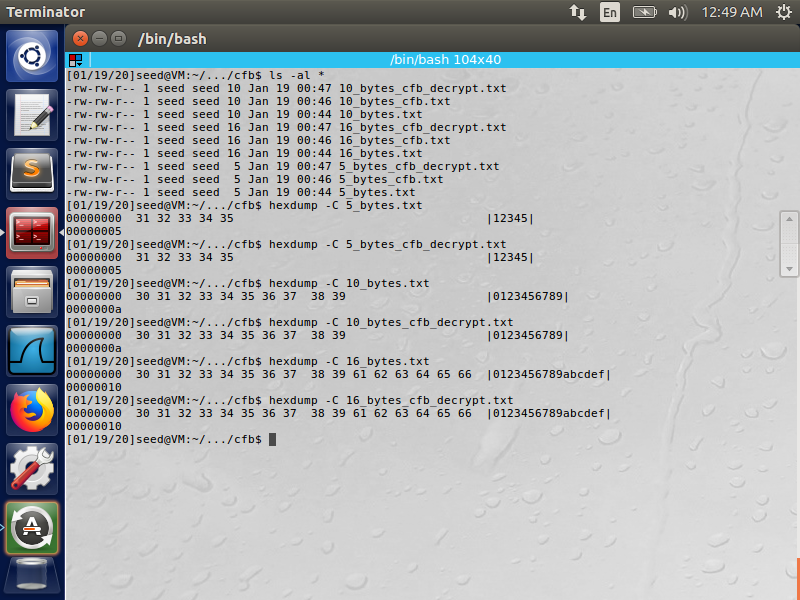 Terminator
En
12:49 AM
/bin/bash
/bin/bash 104x40
[01/19/20]seed@VM:~/.../cfb$ ls -al *
-rw-rw-r-- 1 seed seed 10 Jan 19 00:47 10_bytes_cfb_decrypt.txt
-rw-rw-r-- 1 seed seed 10 Jan 19 00:46 10_bytes_cfb.txt
-rw-rw-r-- 1 seed seed 10 Jan 19 00:44 10_bytes.txt
-rw-rw-r-- 1 seed seed 16 Jan 19 00:47 16_bytes_cfb_decrypt.txt
-rw-rw-r-- 1 seed seed 16 Jan 19 00:46 16_bytes_cfb.txt
-rw-rw-r-- 1 seed seed 16 Jan 19 00:44 16_bytes.txt
-rw-rw-r-- 1 seed seed  5 Jan 19 00:47 5_bytes_cfb_decrypt.txt
-rw-rw-r-- 1 seed seed  5 Jan 19 00:46 5_bytes_cfb.txt
-rw-rw-r-- 1 seed seed  5 Jan 19 00:44 5_bytes.txt
[01/19/20]seed@VM:~/.../cfb$ hexdump -C 5_bytes.txt
00000000  31 32 33 34 35                                    |12345|
00000005
[01/19/20]seed@VM:~/.../cfb$ hexdump -C 5_bytes_cfb_decrypt.txt
00000000  31 32 33 34 35                                    |12345|
00000005
[01/19/20]seed@VM:~/.../cfb$ hexdump -C 10_bytes.txt
00000000  30 31 32 33 34 35 36 37  38 39                    |0123456789|
0000000a
[01/19/20]seed@VM:~/.../cfb$ hexdump -C 10_bytes_cfb_decrypt.txt
00000000  30 31 32 33 34 35 36 37  38 39                    |0123456789|
0000000a
[01/19/20]seed@VM:~/.../cfb$ hexdump -C 16_bytes.txt
00000000  30 31 32 33 34 35 36 37  38 39 61 62 63 64 65 66  |0123456789abcdef|
00000010
[01/19/20]seed@VM:~/.../cfb$ hexdump -C 16_bytes_cfb_decrypt.txt
00000000  30 31 32 33 34 35 36 37  38 39 61 62 63 64 65 66  |0123456789abcdef|
00000010
[01/19/20]seed@VM:~/.../cfb$